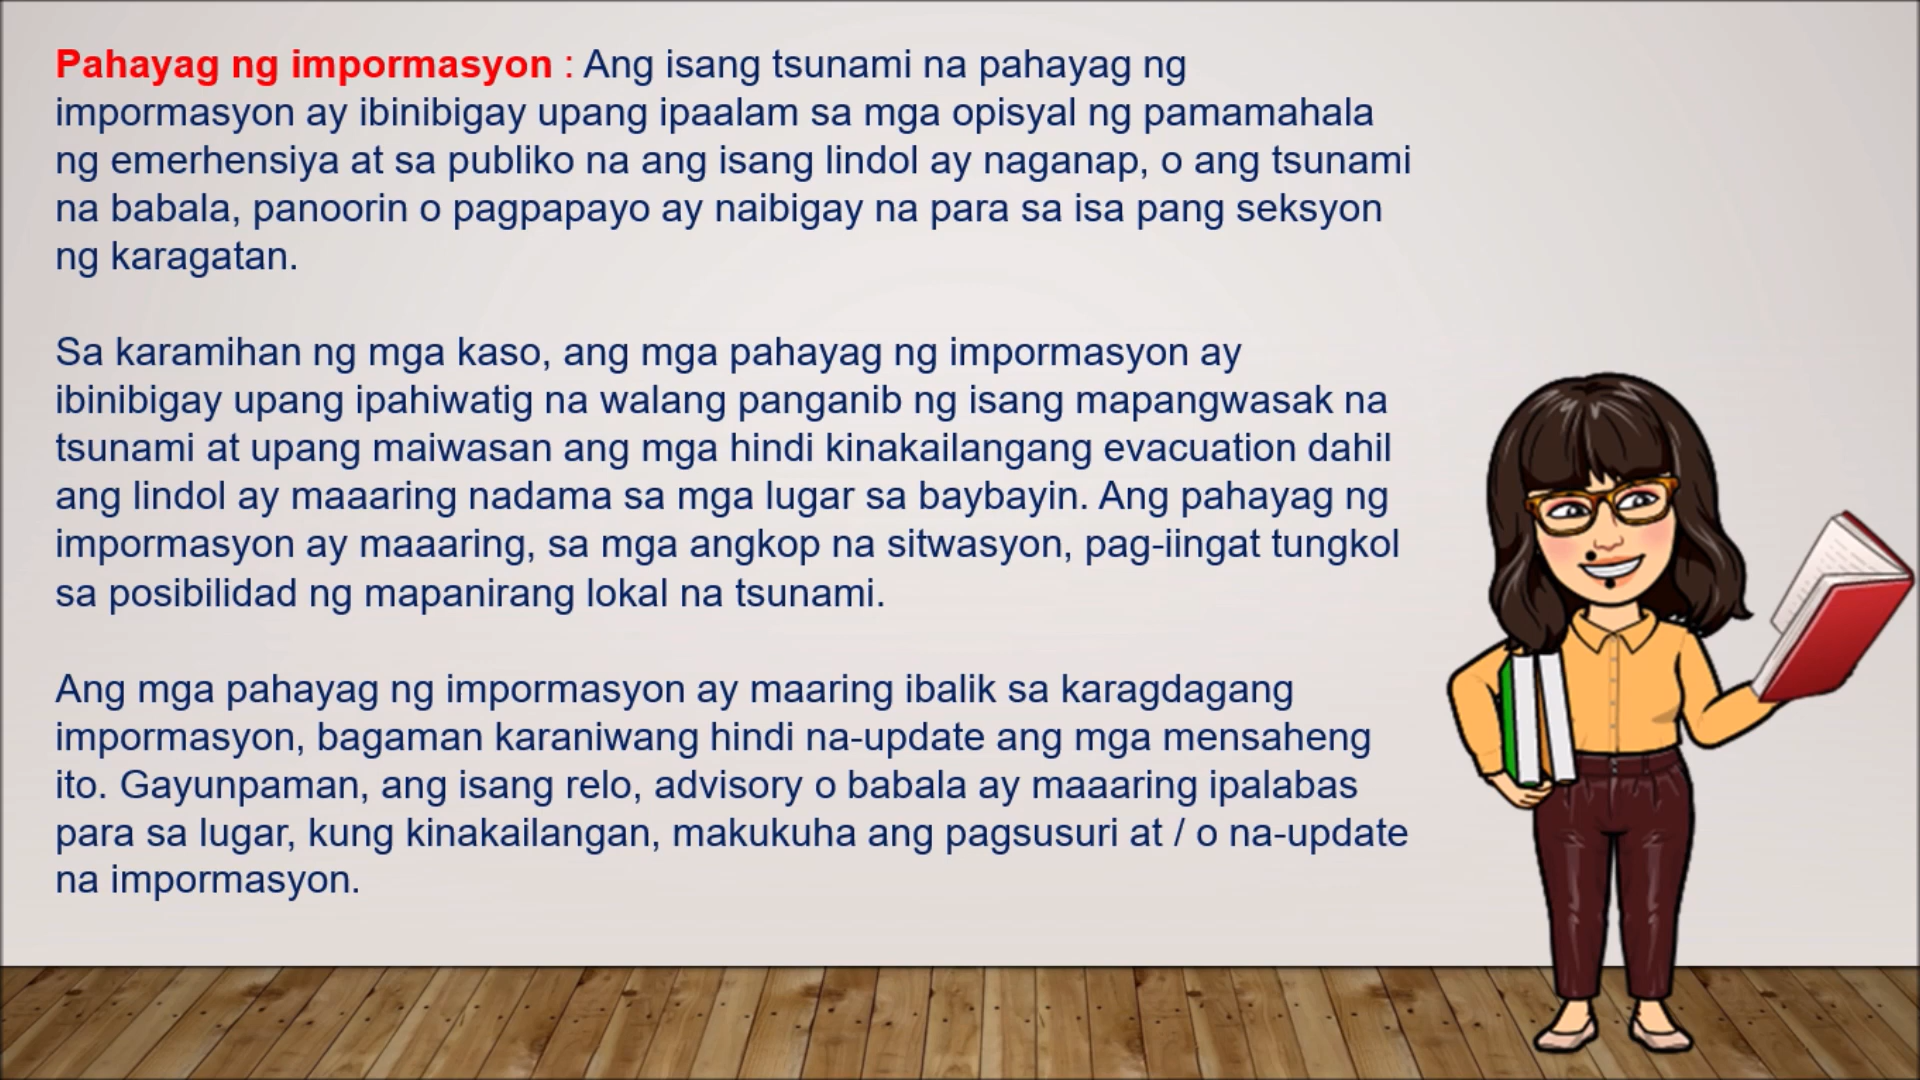 Pahayag ng impormasyon : Ang isang tsunami na pahayag ng
impormasyon ay ibinibigay upang ipaalam sa mga opisyal ng pamamahala
ng emerhensiya at sa publiko na ang isang lindol ay naganap, o ang tsunami
na babala, panoorin o pagpapayo ay naibigay na para sa isa pang seksyon
ng karagatan.
Sa karamihan ng mga kaso, ang mga pahayag ng impormasyon ay
ibinibigay upang ipahiwatig na walang panganib ng isang mapangwasak na
tsunami at upang maiwasan ang mga hindi kinakailangang evacuation dahil
ang lindol ay maaaring nadama sa mga lugar sa baybayin. Ang pahayag ng
impormasyon ay maaaring, sa mga angkop na sitwasyon, pag-iingat tungkol
sa posibilidad ng mapanirang lokal na tsunami.
Ang mga pahayag ng impormasyon ay maaring ibalik sa karagdagang
impormasyon, bagaman karaniwang hindi na-update ang mga mensaheng
ito. Gayunpaman, ang isang relo, advisory o babala ay maaaring ipalabas
para sa lugar, kung kinakailangan, makukuha ang pagsusuri at / o na-update
na impormasyon.